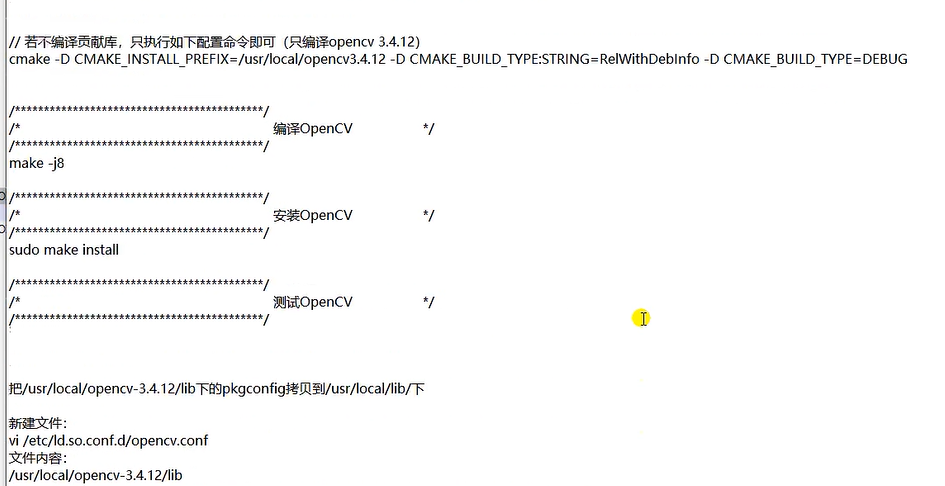 // 若不编译贡献库，只执行如下配置命令即可（只编译opencv 3.4.12）
cmake -D CMAKE_INSTALL_PREFIX=/usr/local/opencv3.4.12 -D CMAKE_BUILD_TYPE:STRING=RelWithDebInfo -D CMAKE_BUILD_TYPE=DEBUG
/*******************************************/
/* 编译OpenCV */
/*******************************************/
make -j8
/*******************************************/
/* 安装OpenCV */
/*******************************************/
sudo make install
/*******************************************/
/* 测试OpenCV */
/*******************************************/
把/usr/local/opencv-3.4.12/lib下的pkgconfig拷贝到/usr/local/lib/下
新建文件：
vi /etc/ld.so.conf.d/opencv.conf
文件内容：
/usr/local/opencv-3.4.12/lib